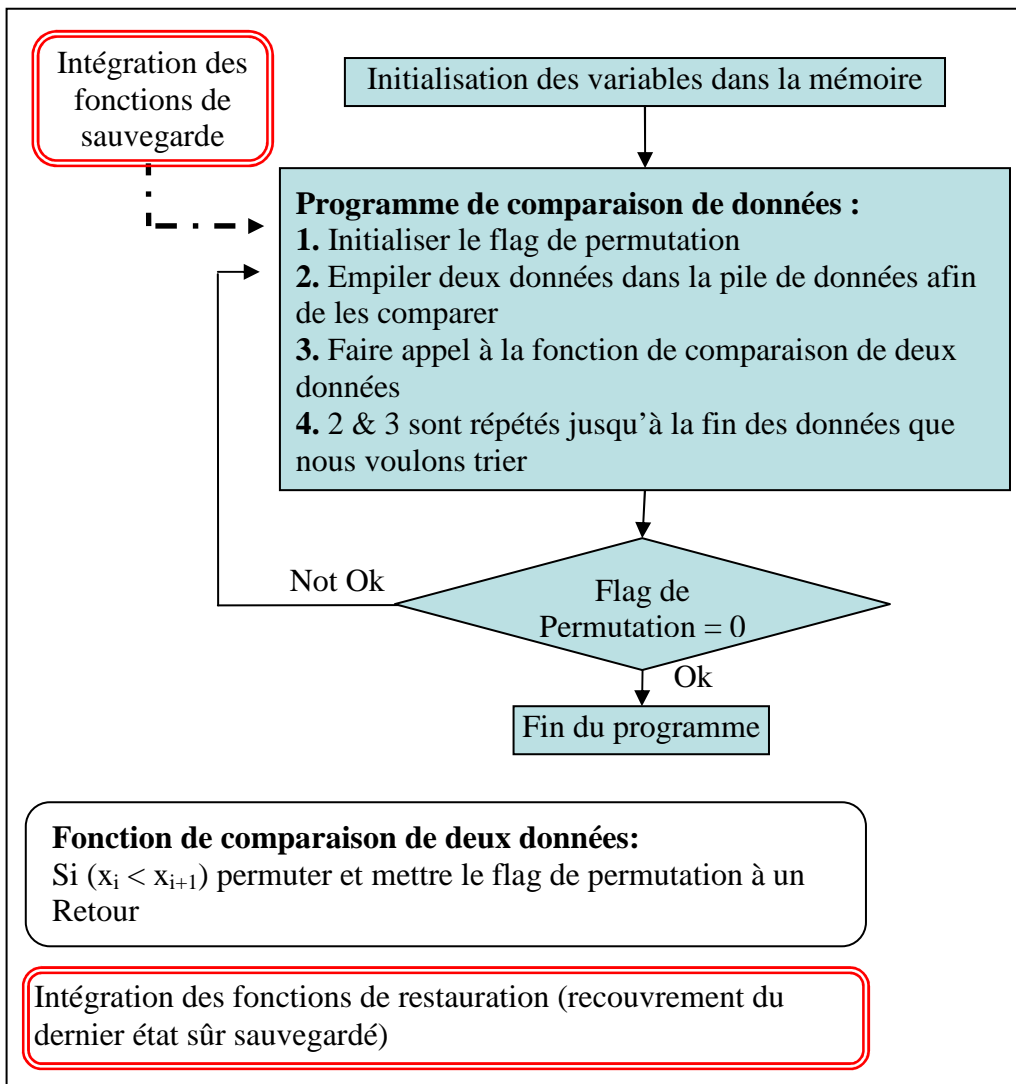 Intégration des
fonctions de
sauvegarde
Initialisation des variables dans la mémoire
Programme de comparaison de données :
1. Initialiser le flag de permutation
2. Empiler deux données dans la pile de données afin
de les comparer
3. Faire appel à la fonction de comparaison de deux
données
4. 2 & 3 sont répétés jusqu’à la fin des données que
nous voulons trier
Not Ok
Flag de
Permutation = 0
Ok
Fin du programme
Fonction de comparaison de deux données:
Si (xi < xi+1) permuter et mettre le flag de permutation à un
Retour
Intégration des fonctions de restauration (recouvrement du
dernier état sûr sauvegardé)